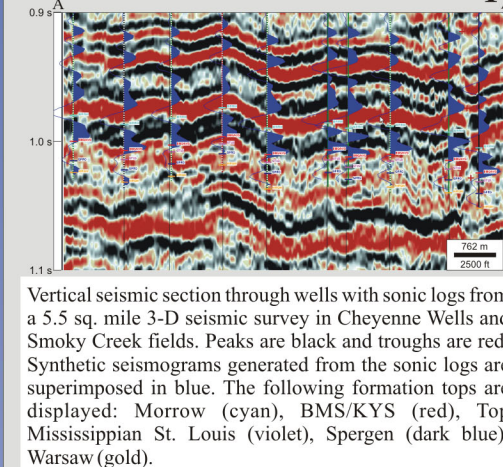 A
0.9 s
1.0 s
762 m
2500 ft
1.1 s
Vertical seismic section through wells with sonic logs from
a 5.5 sq. mile 3-D seismic survey in Cheyenne Wells and
Smoky Creek fields. Peaks are black and troughs are red.
Synthetic seismograms generated from the sonic logs are
superimposed in blue. The following formation tops are
displayed: Morrow (cyan), BMS/KYS (red), Top
Mississippian St. Louis (violet), Spergen (dark blue)
Warsaw (gold).